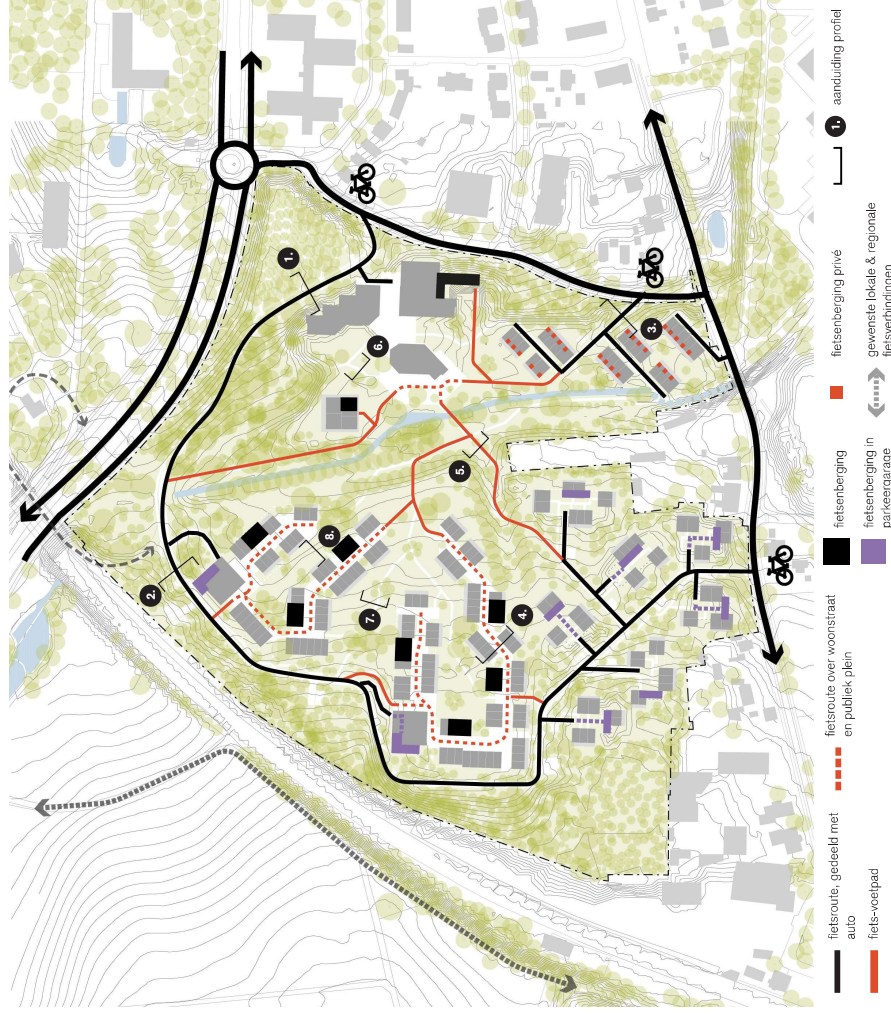 1.
2.
3.
4.
5.
6.
7.
8.
fietsroute, gedeeld met
auto
fiets-voetpad
fietsroute over woonstraat
en publiek plein
fietsenberging
fietsenberging in
parkeergarage
fietsenberging privé
gewenste lokale & regionale
fietsverbindingen
1.
aanduiding profiel